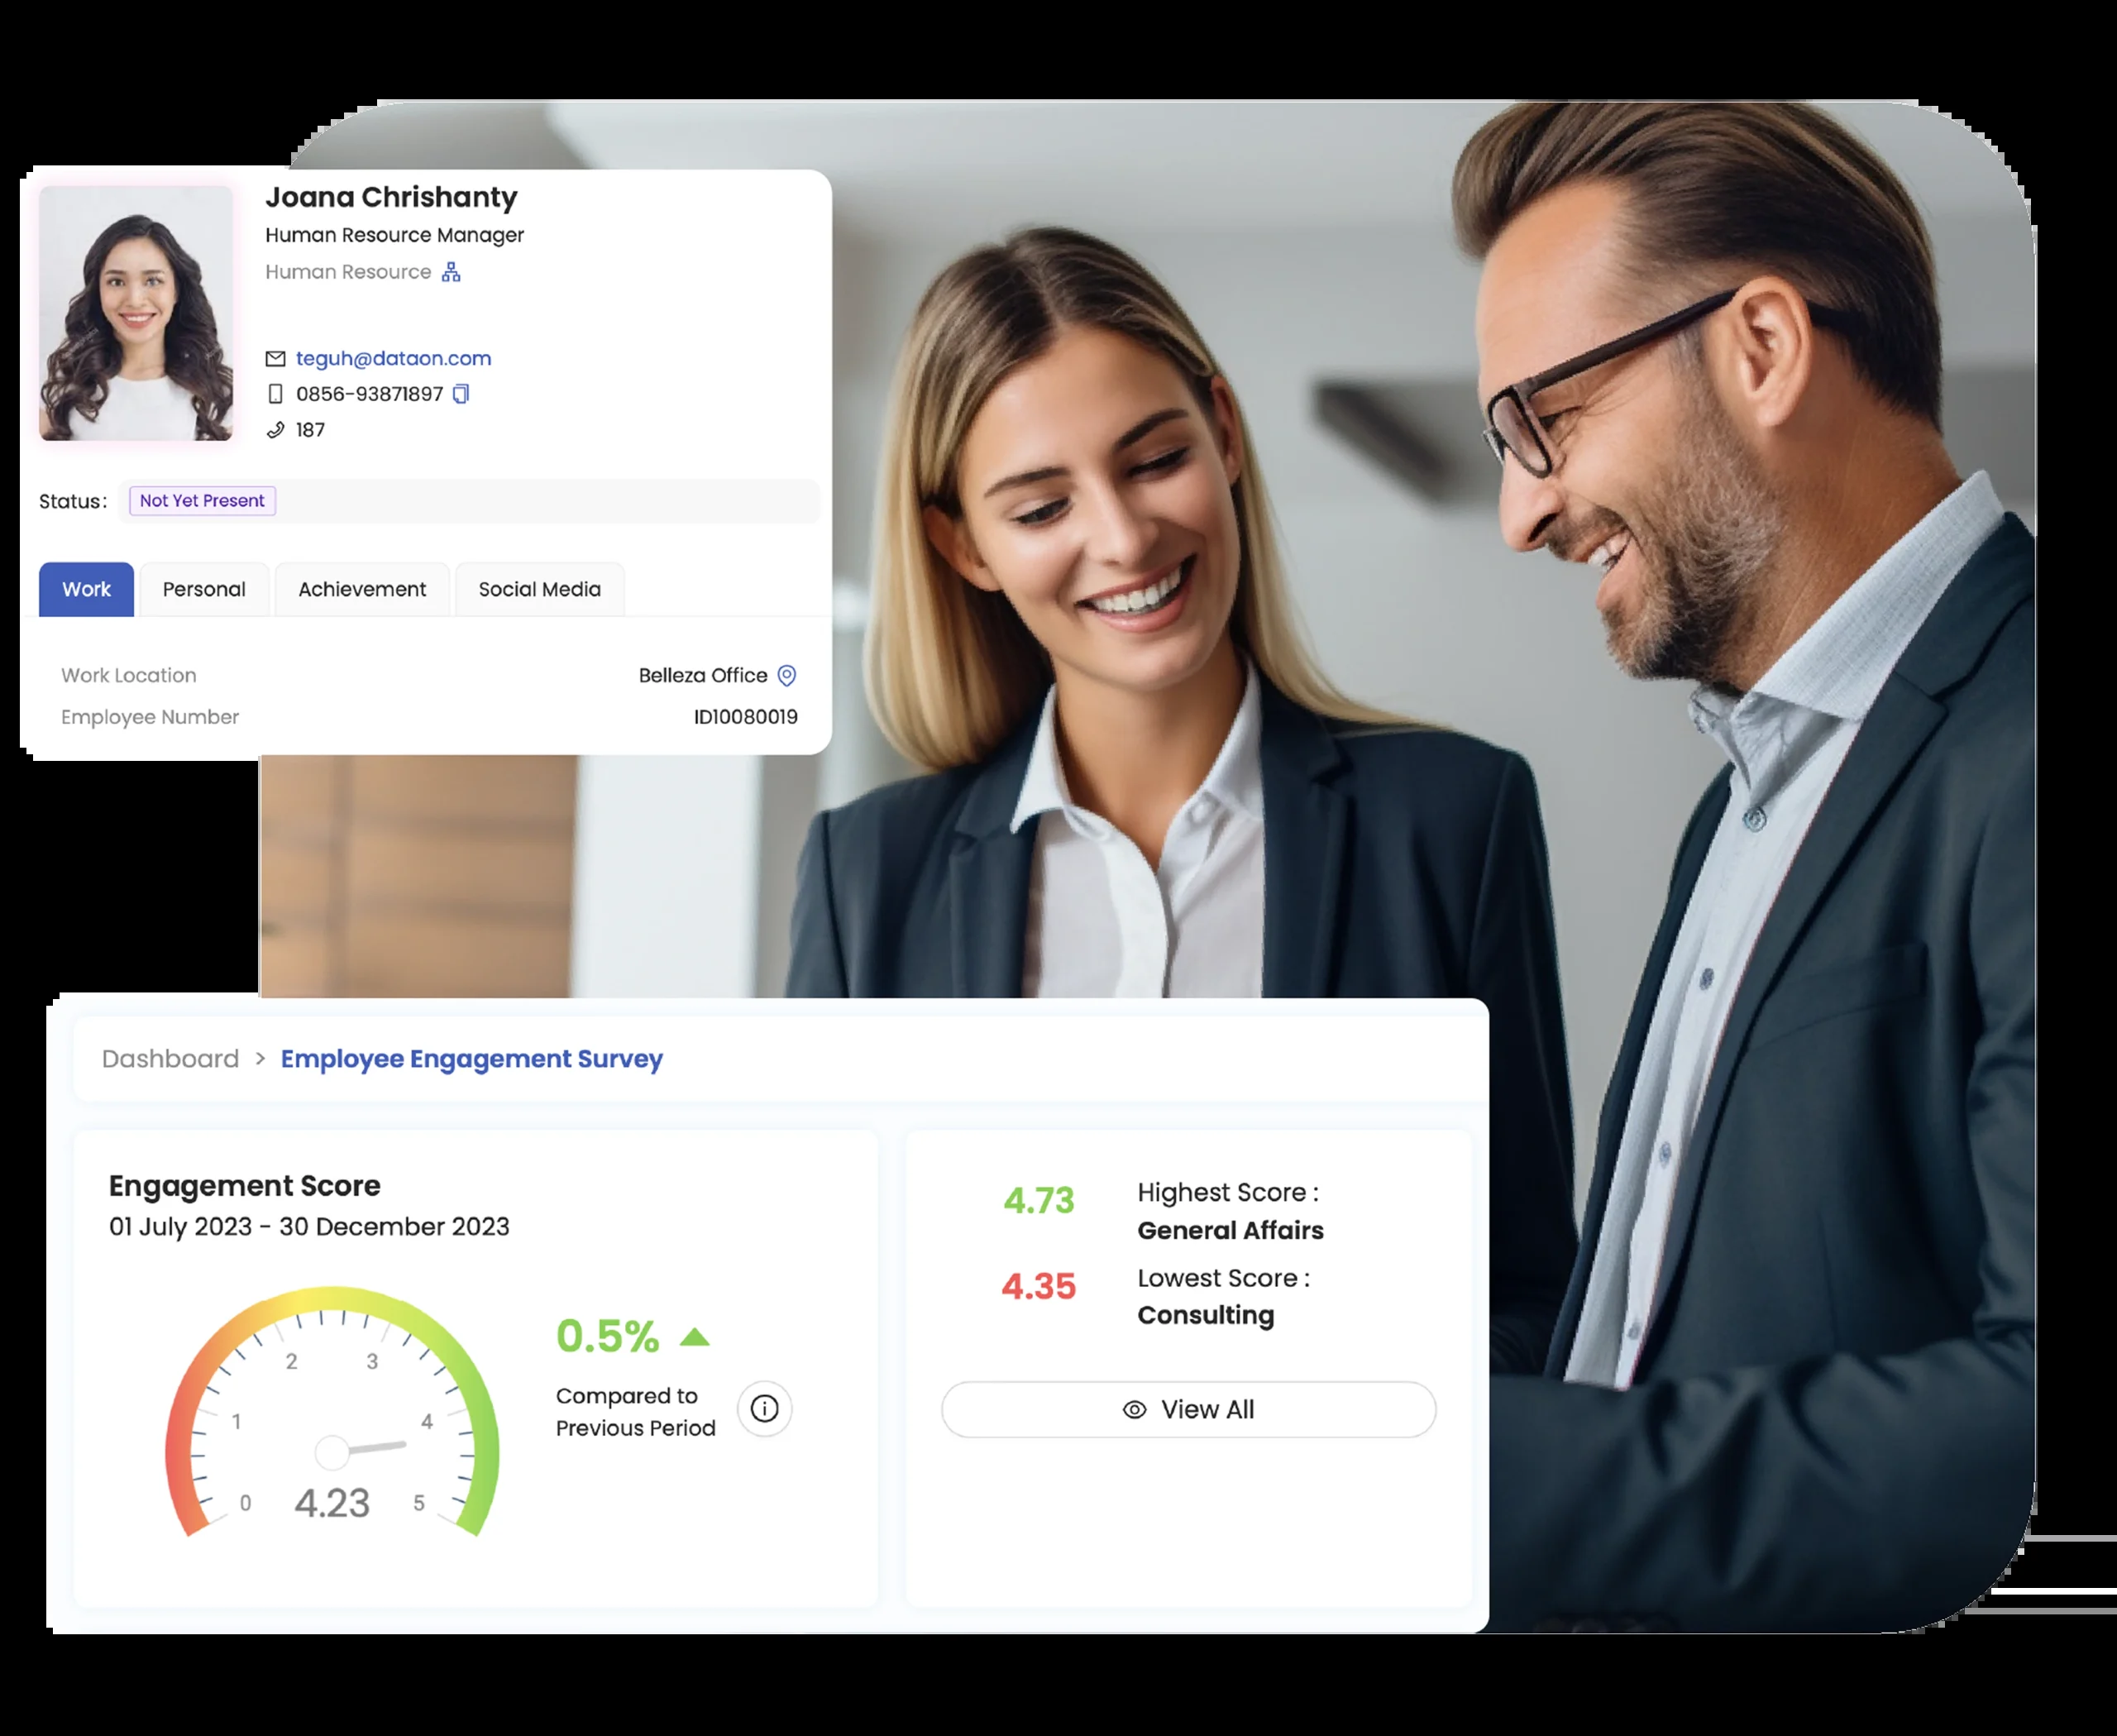 Joana Chrishanty
Human Resource Manager
Human Resource
teguh@dataon.com
0856-93871897
187
Status: Not Yet Present
Work Personal Achievement Social Media
Work Location Belleza Office
Employee Number ID10080019
Dashboard > Employee Engagement Survey
Engagement Score
01 July 2023 - 30 December 2023
0 1 2 3 4 5
4.23
0.5%
Compared to
Previous Period
4.73 Highest Score :
General Affairs
4.35 Lowest Score :
Consulting
View All